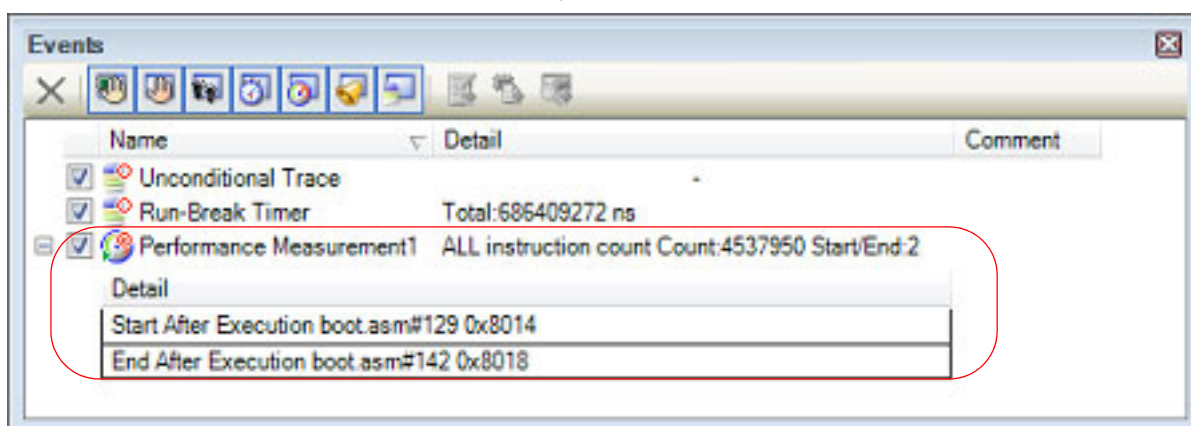 Events
Name Detail Comment
Unconditional Trace -
Run-Break Timer Total:686409272 ns
Performance Measurement1 ALL instruction count Count:4537950 Start/End:2
Detail
Start After Execution boot.asm#129 0x8014
End After Execution boot.asm#142 0x8018